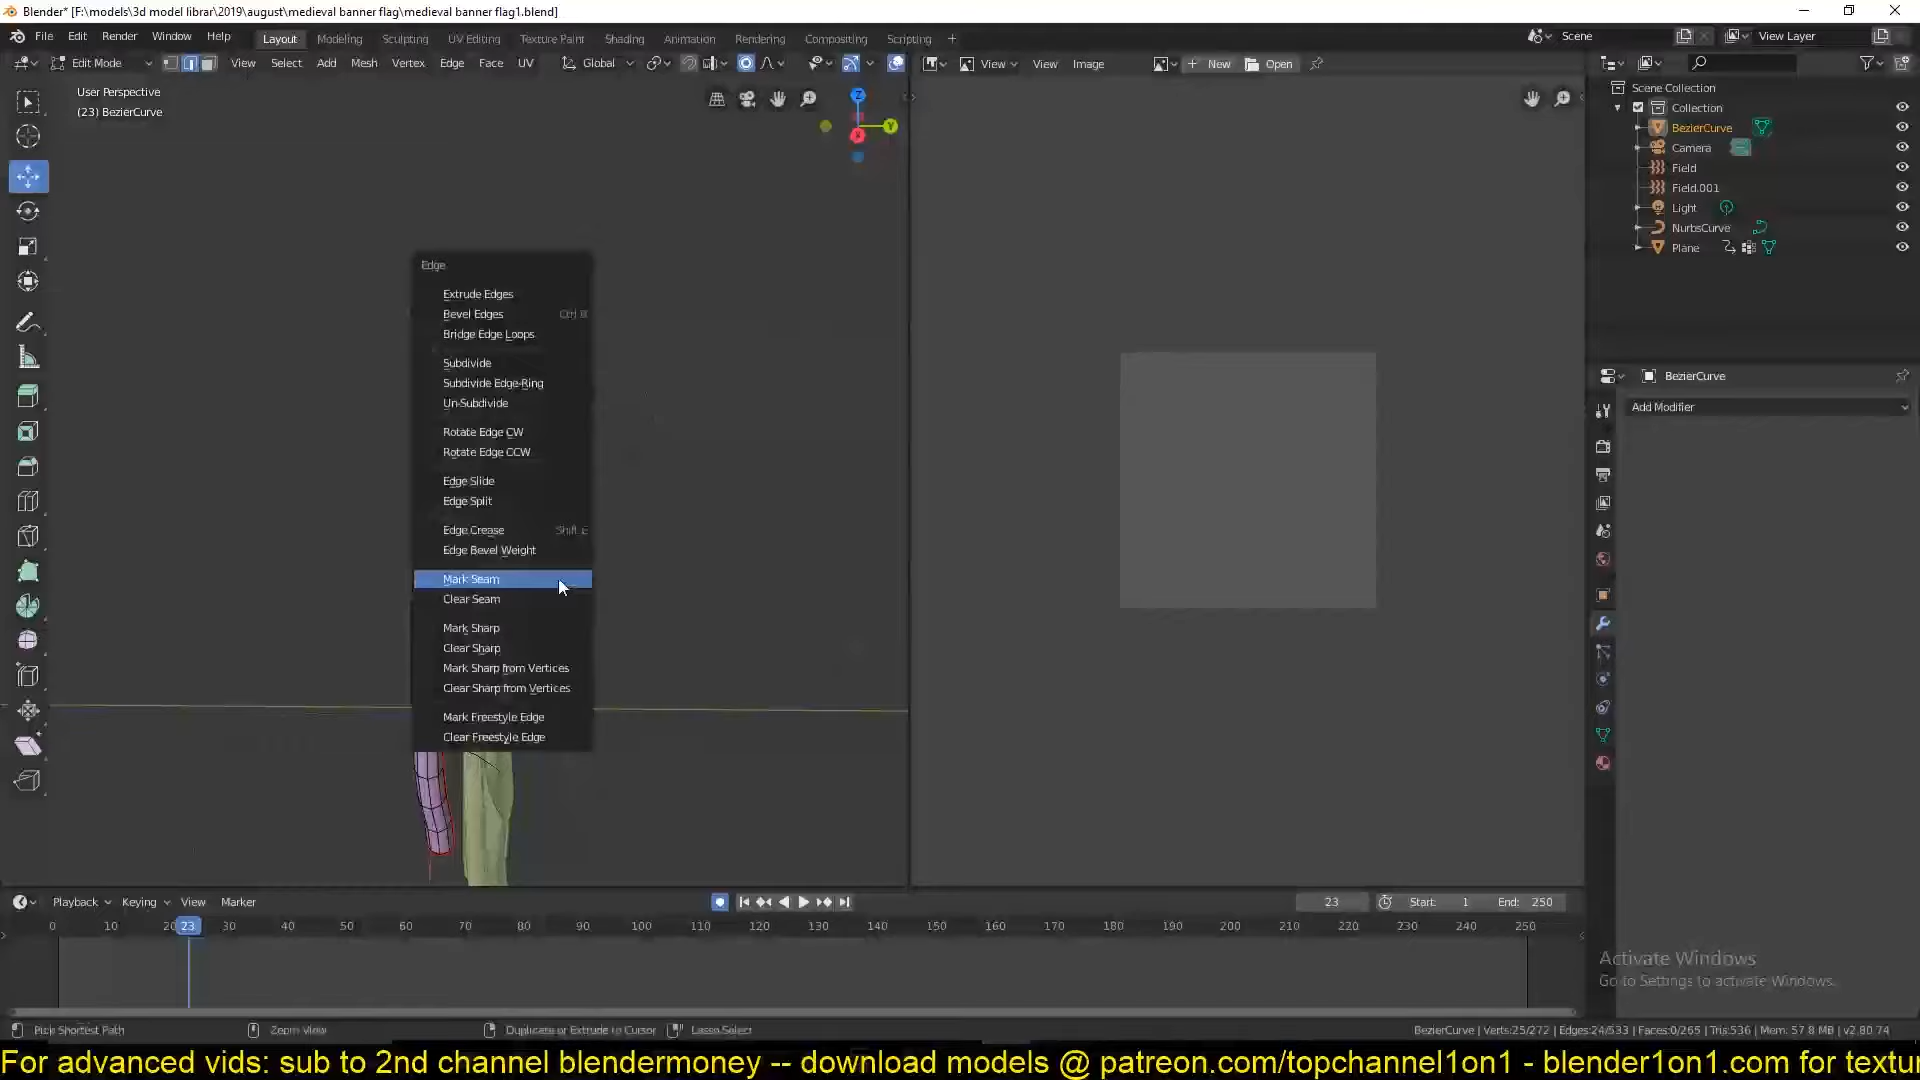 Blender* [F:\models\3d model librar\2019\august\medieval banner flag\medieval banner flag1.blend]
File Edit Render Window Help Layout Modeling Sculpting UV Editing Texture Paint Shading Animation Rendering Compositing Scripting + Scene View Layer
Edit Mode View Select Add Mesh Vertex Edge Face UV Global View View Image New Open
User Perspective
(23) BezierCurve
Z
Y
X
Scene Collection
Collection
BezierCurve
Camera
Field
Field.001
Light
NurbsCurve
Plane
Edge
Extrude Edges
Bevel Edges Ctrl B
Bridge Edge Loops
Subdivide
Subdivide Edge-Ring
Un-Subdivide
Rotate Edge CW
Rotate Edge CCW
Edge Slide
Edge Split
Edge Crease Shift E
Edge Bevel Weight
Mark Seam
Clear Seam
Mark Sharp
Clear Sharp
Mark Sharp from Vertices
Clear Sharp from Vertices
Mark Freestyle Edge
Clear Freestyle Edge
BezierCurve
Add Modifier
Playback Keying View Marker 23 Start: 1 End: 250
0 10 20 23 30 40 50 60 70 80 90 100 110 120 130 140 150 160 170 180 190 200 210 220 230 240 250
Activate Windows
Go to Settings to activate Windows.
Pick Shortest Path Zoom View Duplicate or Extrude to Cursor Lasso Select BezierCurve | Verts:25/272 | Edges:24/533 | Faces:0/265 | Tris:536 | Mem: 57.8 MB | v2.80.74
For advanced vids: sub to 2nd channel blendermoney -- download models @ patreon.com/topchannel1on1 - blender1on1.com for textur